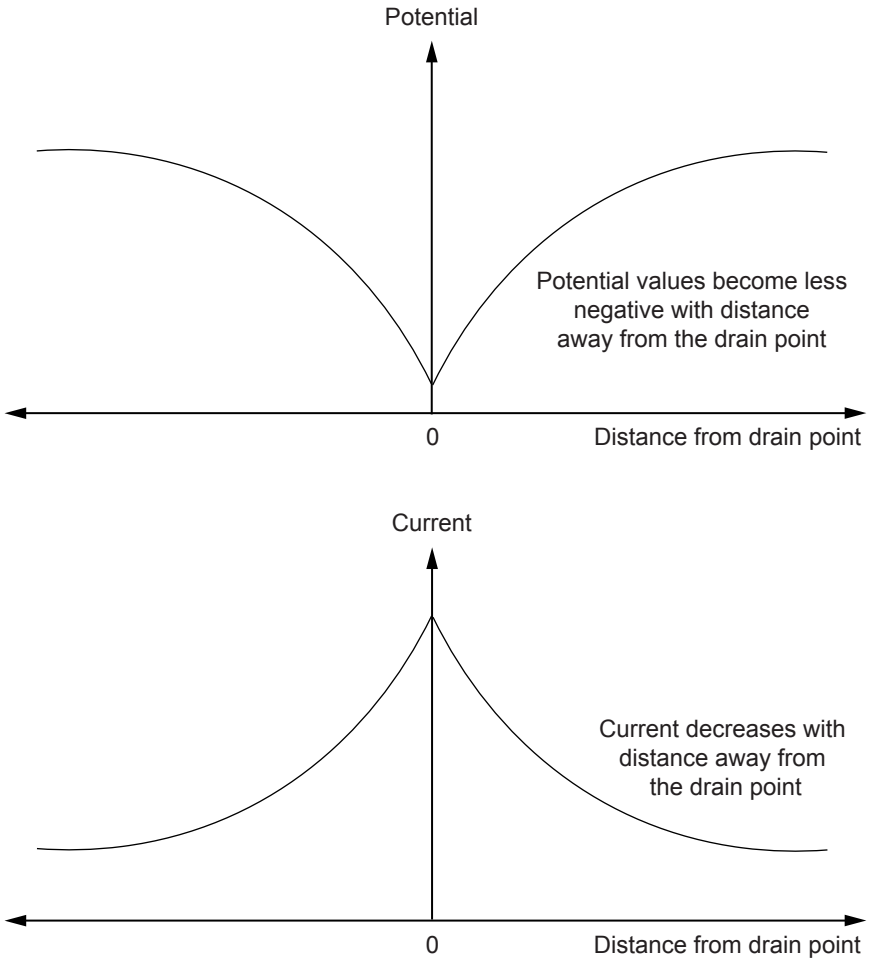 Potential
Potential values become less
negative with distance
away from the drain point
0
Distance from drain point
Current
Current decreases with
distance away from
the drain point
0
Distance from drain point